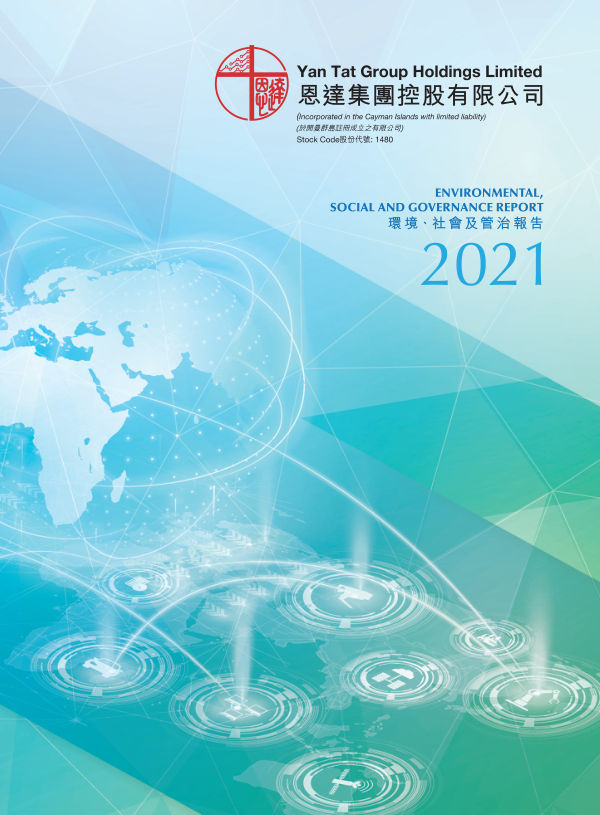 恩達
Yan Tat Group Holdings Limited
恩達集團控股有限公司
(Incorporated in the Cayman Islands with limited liability)
(於開曼群島註冊成立之有限公司)
Stock Code股份代號: 1480
ENVIRONMENTAL,
SOCIAL AND GOVERNANCE REPORT
環境、社會及管治報告
2021